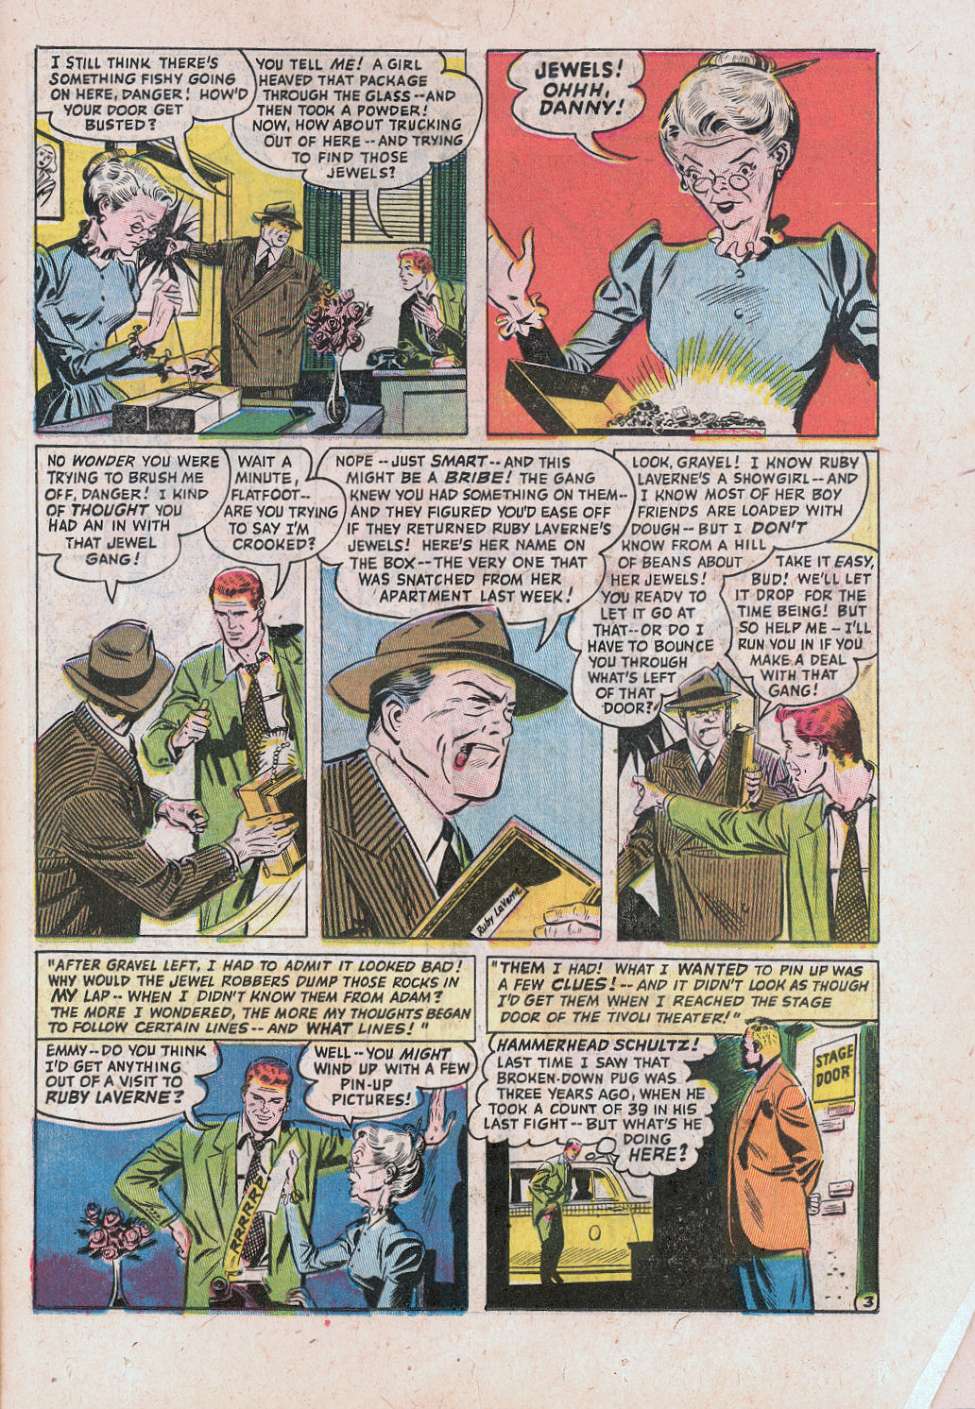 I STILL THINK THERE'S
SOMETHING FISHY GOING
ON HERE, DANGER! HOW'D
YOUR DOOR GET
BUSTED?
YOU TELL ME! A GIRL
HEAVED THAT PACKAGE
THROUGH THE GLASS--AND
THEN TOOK A POWDER!
NOW, HOW ABOUT TRUCKING
OUT OF HERE--AND TRYING
TO FIND THOSE
JEWELS?
JEWELS!
OHHH,
DANNY!
NO WONDER YOU WERE
TRYING TO BRUSH ME
OFF, DANGER! I KIND
OF THOUGHT YOU
HAD AN IN WITH
THAT JEWEL
GANG!
WAIT A
MINUTE,
FLATFOOT--
ARE YOU TRYING
TO SAY I'M
CROOKED?
NOPE--JUST SMART--AND THIS
MIGHT BE A BRIBE! THE GANG
KNEW YOU HAD SOMETHING ON THEM--
AND THEY FIGURED YOU'D EASE OFF
IF THEY RETURNED RUBY LAVERNE'S
JEWELS! HERE'S HER NAME ON
THE BOX--THE VERY ONE THAT
WAS SNATCHED FROM HER
APARTMENT LAST WEEK!
Ruby LaVerne
LOOK, GRAVEL! I KNOW RUBY
LAVERNE'S A SHOWGIRL--AND
I KNOW MOST OF HER BOY
FRIENDS ARE LOADED WITH
DOUGH--BUT I DON'T
KNOW FROM A HILL
OF BEANS ABOUT
HER JEWELS!
YOU READY TO
LET IT GO AT
THAT--OR DO I
HAVE TO BOUNCE
YOU THROUGH
WHAT'S LEFT
OF THAT
DOOR?
TAKE IT EASY,
BUD! WE'LL LET
IT DROP FOR THE
TIME BEING! BUT
SO HELP ME--I'LL
RUN YOU IN IF YOU
MAKE A DEAL
WITH THAT
GANG!
"AFTER GRAVEL LEFT, I HAD TO ADMIT IT LOOKED BAD!
WHY WOULD THE JEWEL ROBBERS DUMP THOSE ROCKS IN
MY LAP--WHEN I DIDN'T KNOW THEM FROM ADAM?
THE MORE I WONDERED, THE MORE MY THOUGHTS BEGAN
TO FOLLOW CERTAIN LINES--AND WHAT LINES!"
EMMY--DO YOU THINK
I'D GET ANYTHING
OUT OF A VISIT TO
RUBY LAVERNE?
WELL--YOU MIGHT
WIND UP WITH A FEW
PIN-UP
PICTURES!
RRRRRRP.
"THEM I HAD! WHAT I WANTED TO PIN UP WAS
A FEW CLUES!--AND IT DIDN'T LOOK AS THOUGH
I'D GET THEM WHEN I REACHED THE STAGE
DOOR OF THE TIVOLI THEATER!"
HAMMERHEAD SCHULTZ!
LAST TIME I SAW THAT
BROKEN-DOWN PUG WAS
THREE YEARS AGO, WHEN HE
TOOK A COUNT OF 39 IN HIS
LAST FIGHT--BUT WHAT'S HE
DOING
HERE?
STAGE
DOOR
3